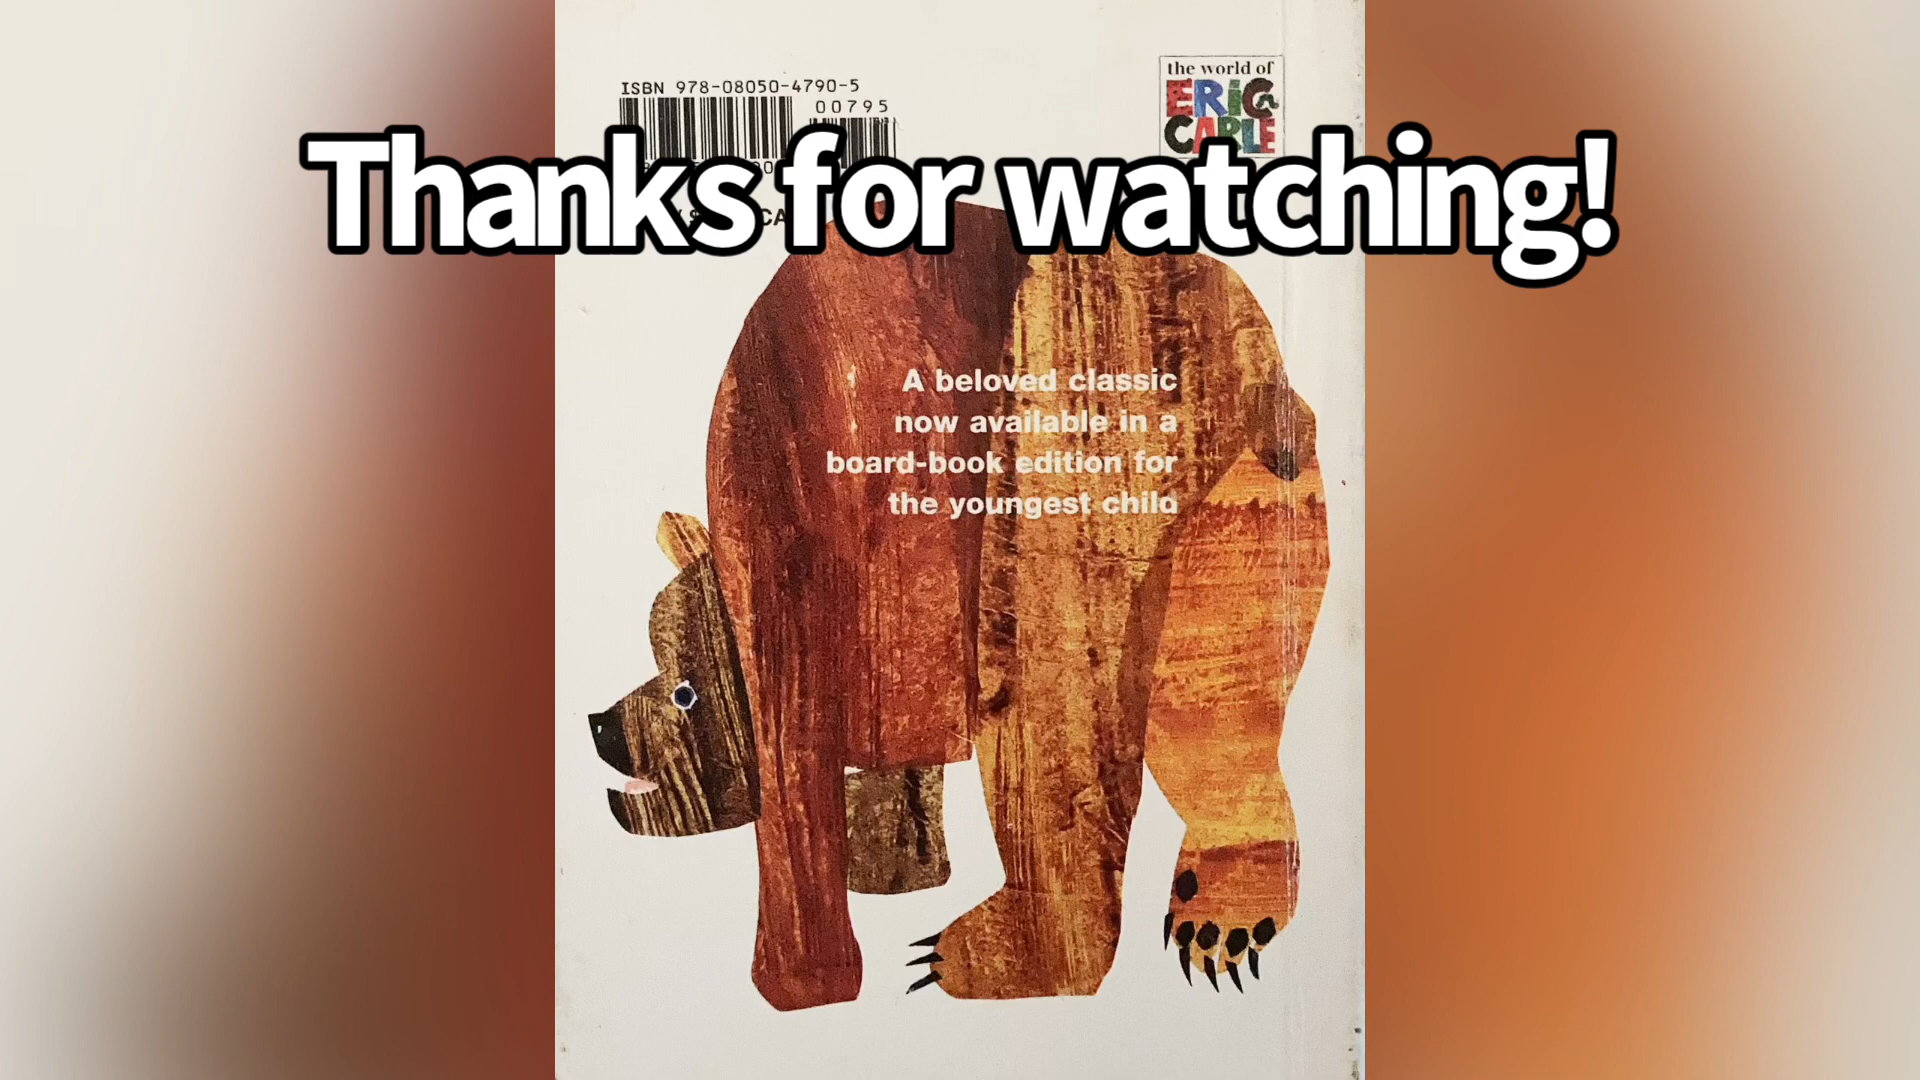 ISBN 978-08050-4790-5
00795
the world of
ERIC
CARLE
Thanks for watching!
A beloved classic
now available in a
board-book edition for
the youngest child